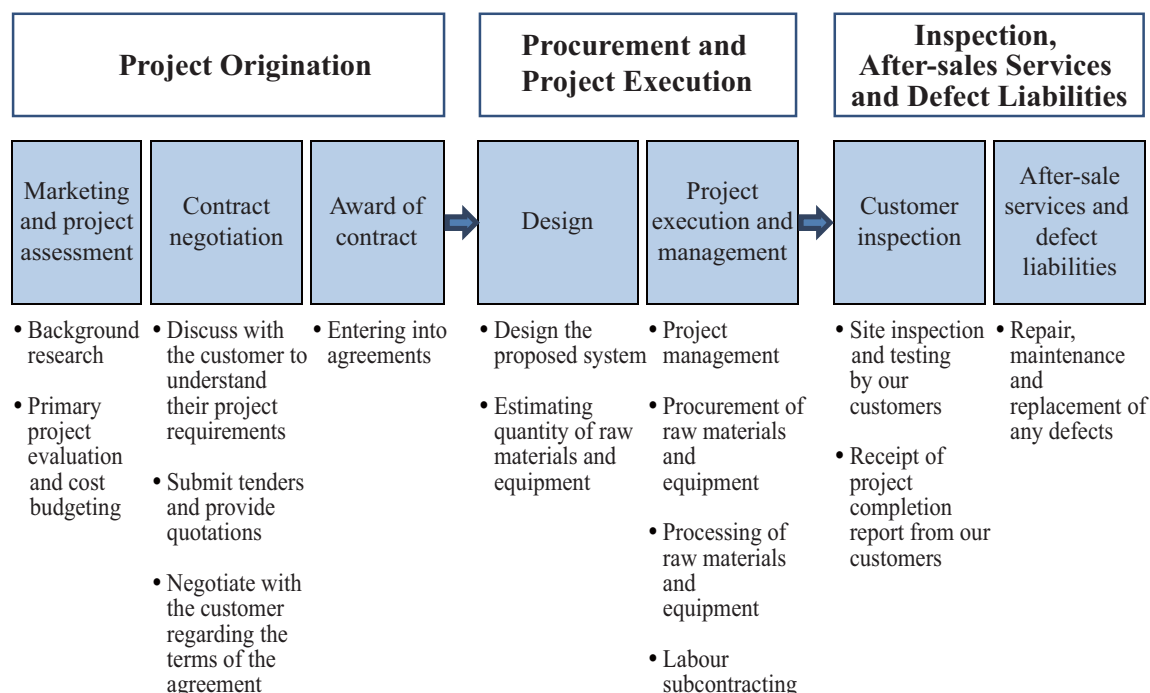 Project Origination
Procurement and
Project Execution
Inspection,
After-sales Services
and Defect Liabilities
Marketing
and project
assessment
Contract
negotiation
Award of
contract
Design
Project
execution and
management
Customer
inspection
After-sale
services and
defect
liabilities
• Background
research
• Primary
project
evaluation
and cost
budgeting
• Discuss with
the customer to
understand
their project
requirements
• Submit tenders
and provide
quotations
• Negotiate with
the customer
regarding the
terms of the
agreement
• Entering into
agreements
• Design the
proposed system
• Estimating
quantity of raw
materials and
equipment
• Project
management
• Procurement of
raw materials
and
equipment
• Processing of
raw materials
and
equipment
• Labour
subcontracting
• Site inspection
and testing
by our
customers
• Receipt of
project
completion
report from our
customers
• Repair,
maintenance
and
replacement of
any defects